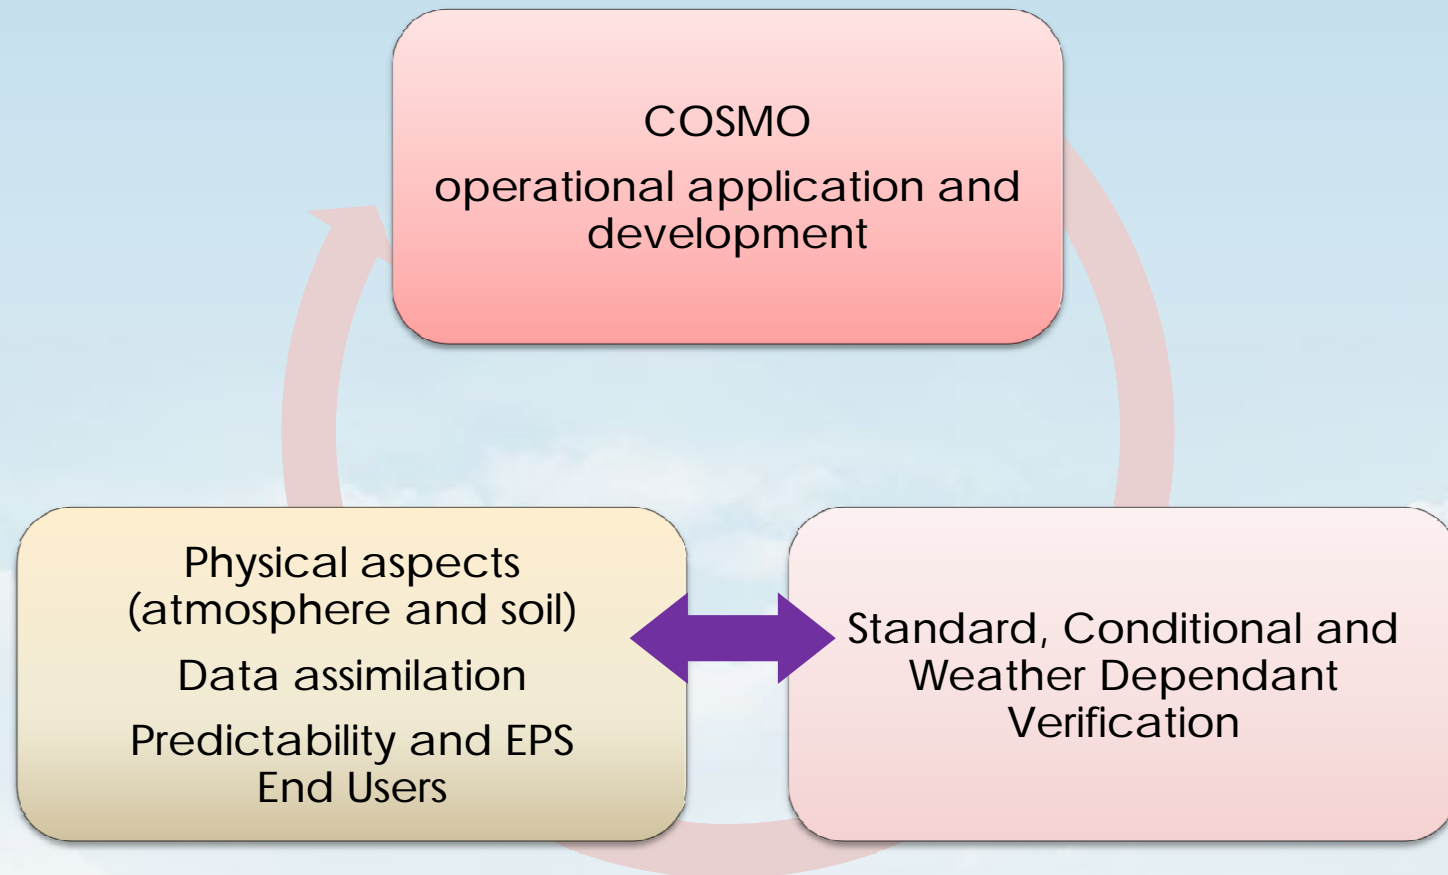 COSMO
operational application and
development
Physical aspects
(atmosphere and soil)
Data assimilation
Predictability and EPS
End Users
Standard, Conditional and
Weather Dependant
Verification